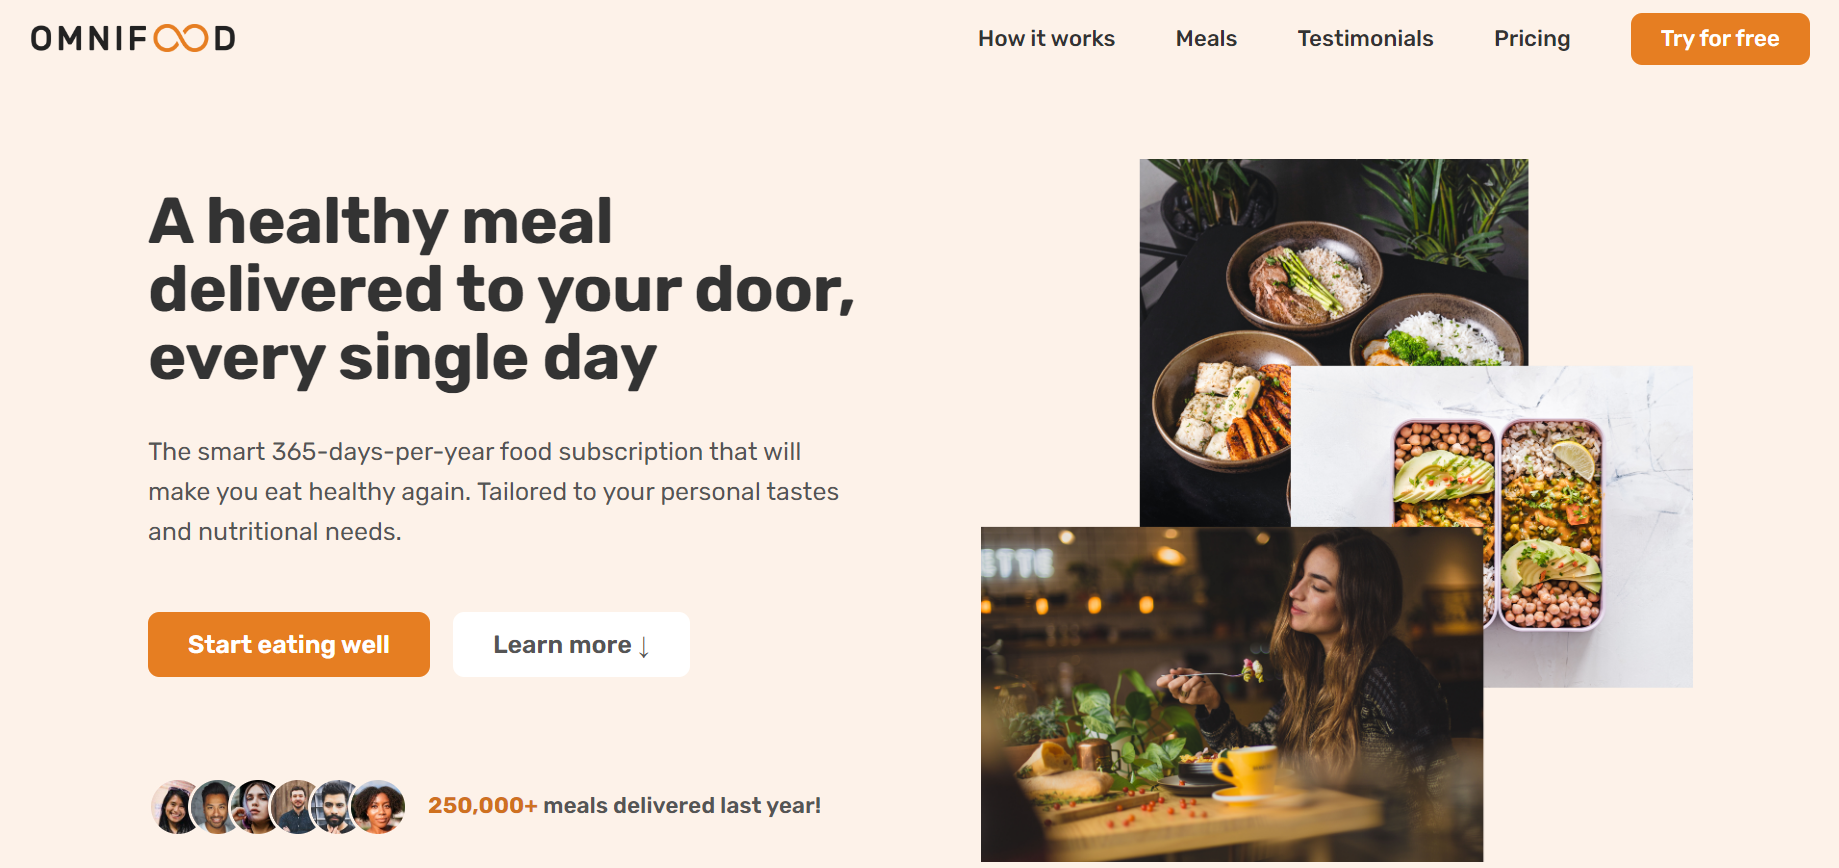 OMNIFOOD
How it works
Meals
Testimonials
Pricing
Try for free
A healthy meal
delivered to your door,
every single day
The smart 365-days-per-year food subscription that will
make you eat healthy again. Tailored to your personal tastes
and nutritional needs.
Start eating well
Learn more ↓
250,000+ meals delivered last year!
ETTE